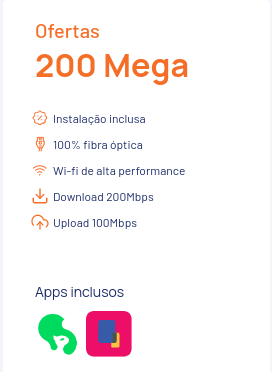 Ofertas
200 Mega
Instalação inclusa
100% fibra óptica
Wi-fi de alta performance
Download 200Mbps
Upload 100Mbps
Apps inclusos